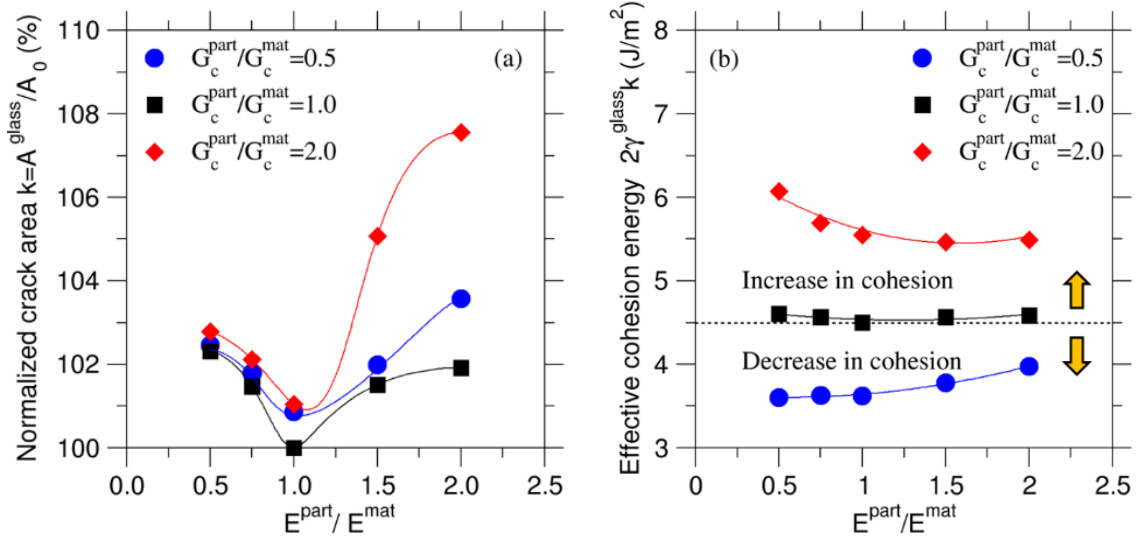 Normalized crack area k=A^glass/A_0 (%)
110
108
106
104
102
100
(a)
G_c^part/G_c^mat=0.5
G_c^part/G_c^mat=1.0
G_c^part/G_c^mat=2.0
0.0 0.5 1.0 1.5 2.0 2.5
E^part/ E^mat
Effective cohesion energy 2γ^glass k (J/m²)
8
7
6
5
4
3
(b)
G_c^part/G_c^mat=0.5
G_c^part/G_c^mat=1.0
G_c^part/G_c^mat=2.0
Increase in cohesion
Decrease in cohesion
0 0.5 1 1.5 2 2.5
E^part/E^mat